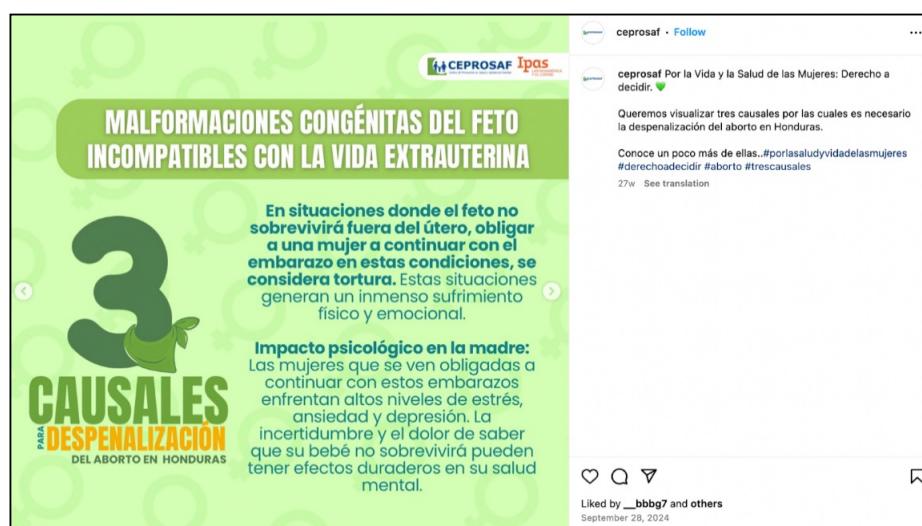 CEPROSAF Ipas
MALFORMACIONES CONGÉNITAS DEL FETO
INCOMPATIBLES CON LA VIDA EXTRAUTERINA
En situaciones donde el feto no
sobrevivirá fuera del útero, obligar
a una mujer a continuar con el
embarazo en estas condiciones, se
considera tortura. Estas situaciones
generan un inmenso sufrimiento
físico y emocional.
Impacto psicológico en la madre:
Las mujeres que se ven obligadas a
continuar con estos embarazos
enfrentan altos niveles de estrés,
ansiedad y depresión. La
incertidumbre y el dolor de saber
que su bebé no sobrevivirá pueden
tener efectos duraderos en su salud
mental.
3
CAUSALES
PARA DESPENALIZACIÓN
DEL ABORTO EN HONDURAS
ceprosaf • Follow
ceprosaf Por la Vida y la Salud de las Mujeres: Derecho a
decidir. 💚
Queremos visualizar tres causales por las cuales es necesario
la despenalización del aborto en Honduras.
Conoce un poco más de ellas..#porlasaludyvidadelasmujeres
#derechoadecidir #aborto #trescausales
27w See translation
Liked by __bbbg7 and others
September 28, 2024